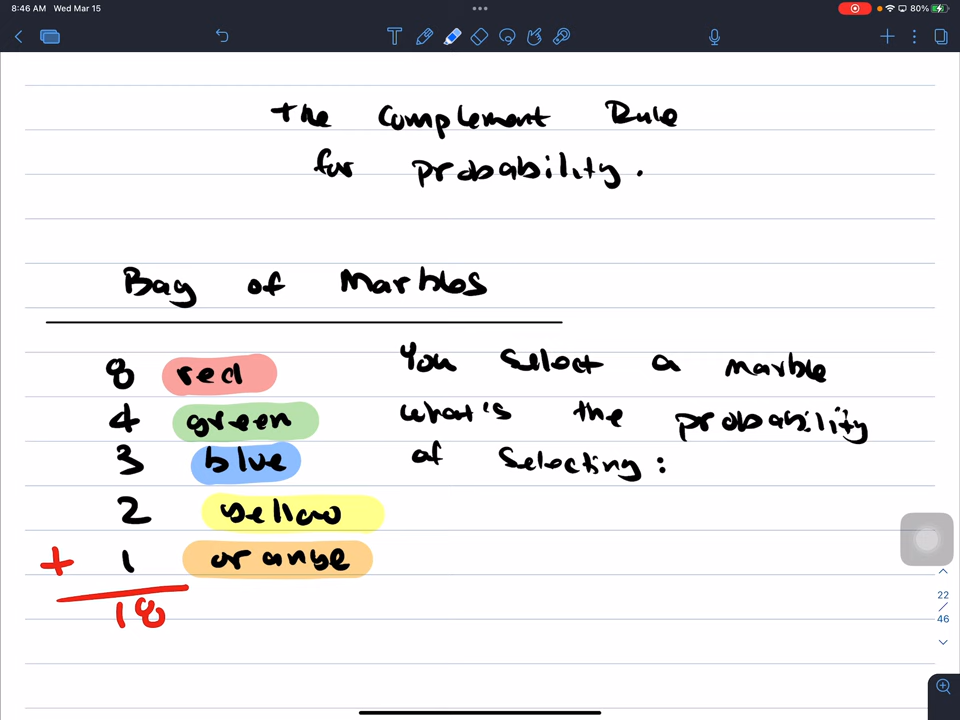 8:46 AM Wed Mar 15
80%
The Complement Rule
for probability.
Bag of Marbles
8 red
4 green
3 blue
2 yellow
+ 1 orange
18
You select a marble
what's the probability
of selecting:
22
/
46